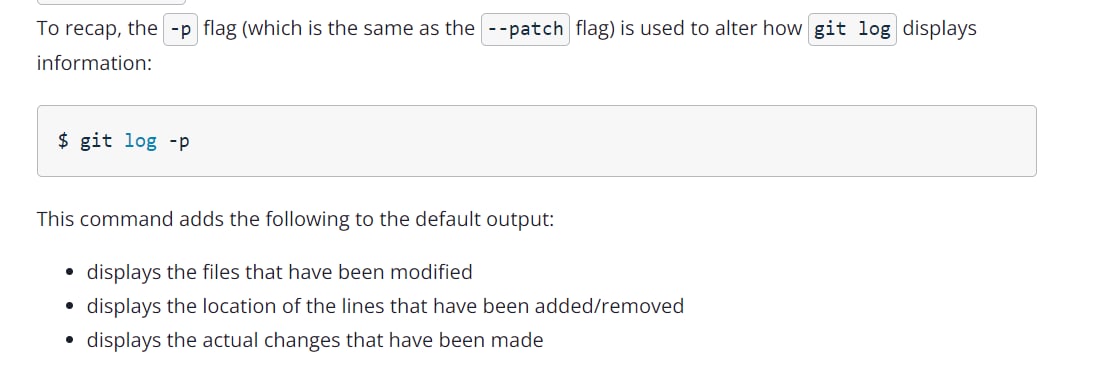 To recap, the -p flag (which is the same as the --patch flag) is used to alter how git log displays
information:
$ git log -p
This command adds the following to the default output:
• displays the files that have been modified
• displays the location of the lines that have been added/removed
• displays the actual changes that have been made